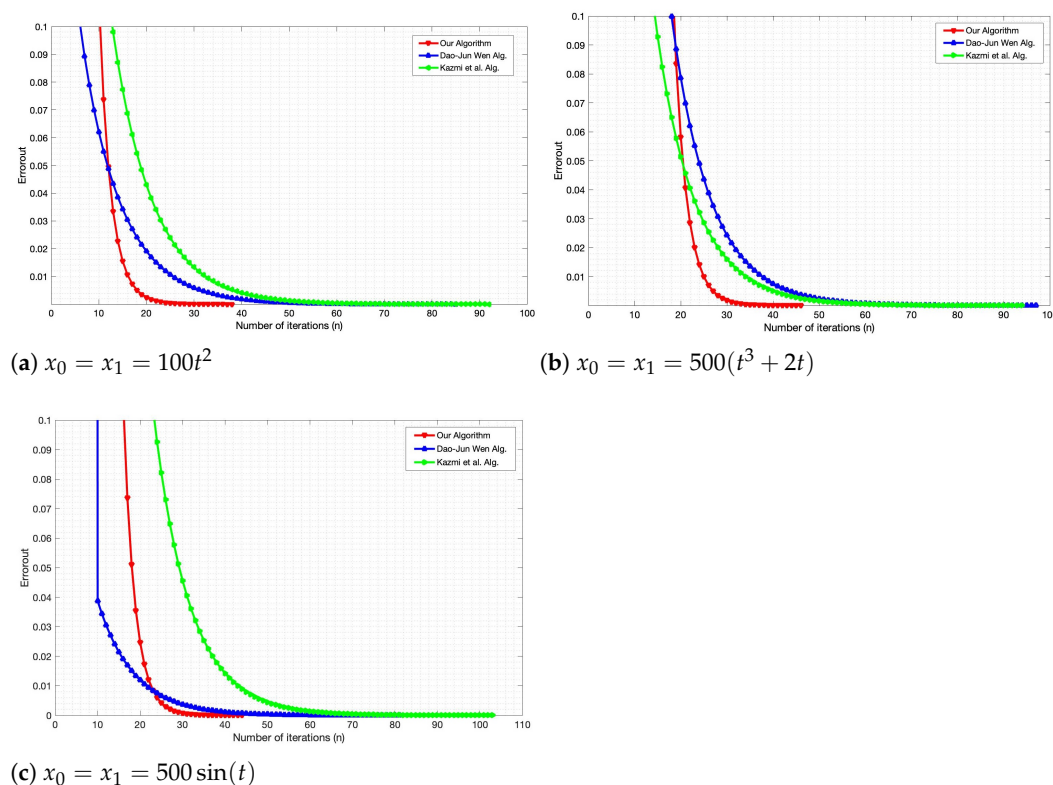 0.1
0.09
0.08
0.07
0.06
0.05
0.04
0.03
0.02
0.01
Errorout
0 10 20 30 40 50 60 70 80 90 100
Number of iterations (n)
Our Algorithm
Dao-Jun Wen Alg.
Kazmi et al. Alg.
(a) x₀ = x₁ = 100t²
0.1
0.09
0.08
0.07
0.06
0.05
0.04
0.03
0.02
0.01
Errorout
0 10 20 30 40 50 60 70 80 90 100
Number of iterations (n)
Our Algorithm
Dao-Jun Wen Alg.
Kazmi et al. Alg.
(b) x₀ = x₁ = 500(t³ + 2t)
0.1
0.09
0.08
0.07
0.06
0.05
0.04
0.03
0.02
0.01
0
Errorout
0 10 20 30 40 50 60 70 80 90 100 110
Number of iterations (n)
Our Algorithm
Dao-Jun Wen Alg.
Kazmi et al. Alg.
(c) x₀ = x₁ = 500 sin(t)